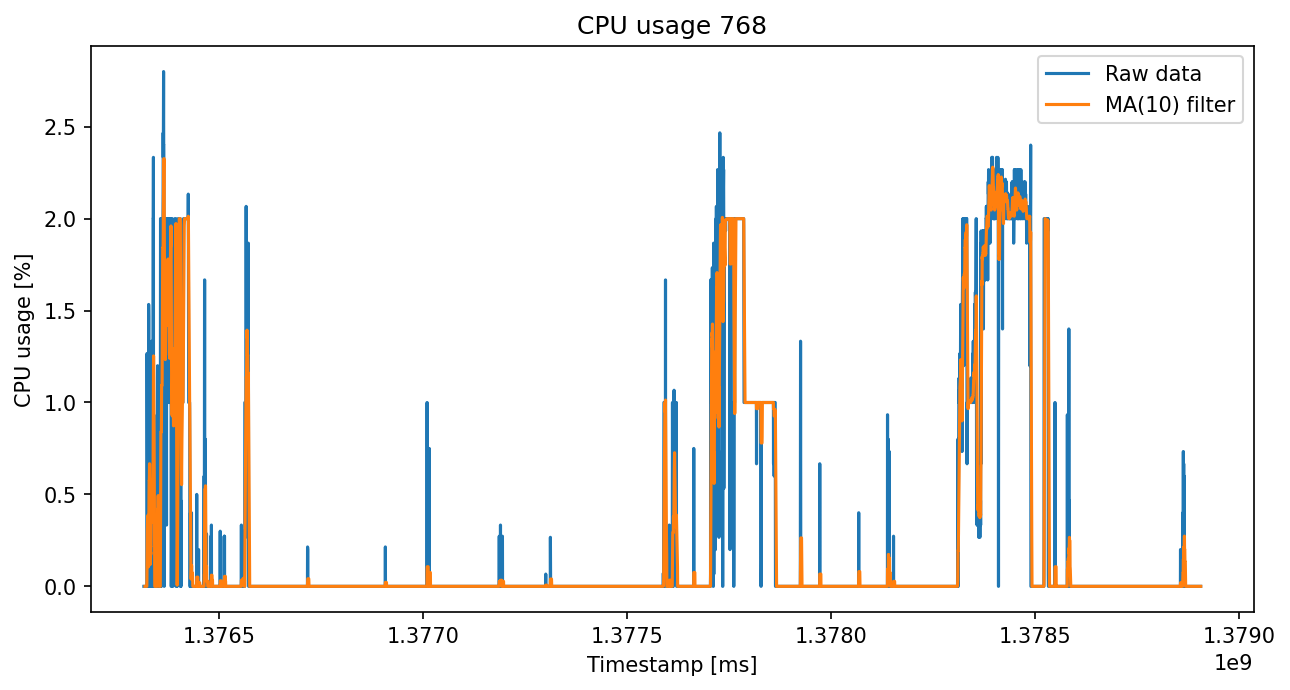 CPU usage 768
Raw data
MA(10) filter
CPU usage [%]
2.5
2.0
1.5
1.0
0.5
0.0
1.3765 1.3770 1.3775 1.3780 1.3785 1.3790
1e9
Timestamp [ms]